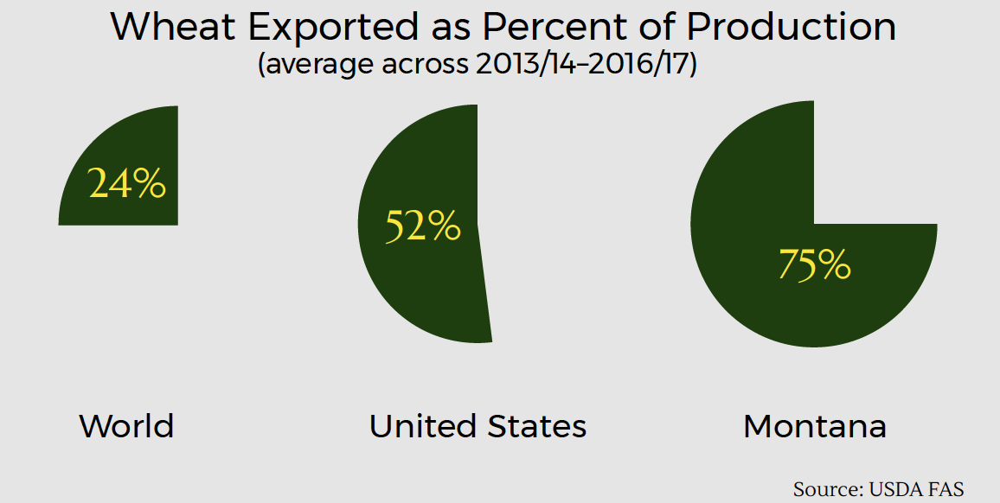 Wheat Exported as Percent of Production
(average across 2013/14–2016/17)
24%
52%
75%
World
United States
Montana
Source: USDA FAS